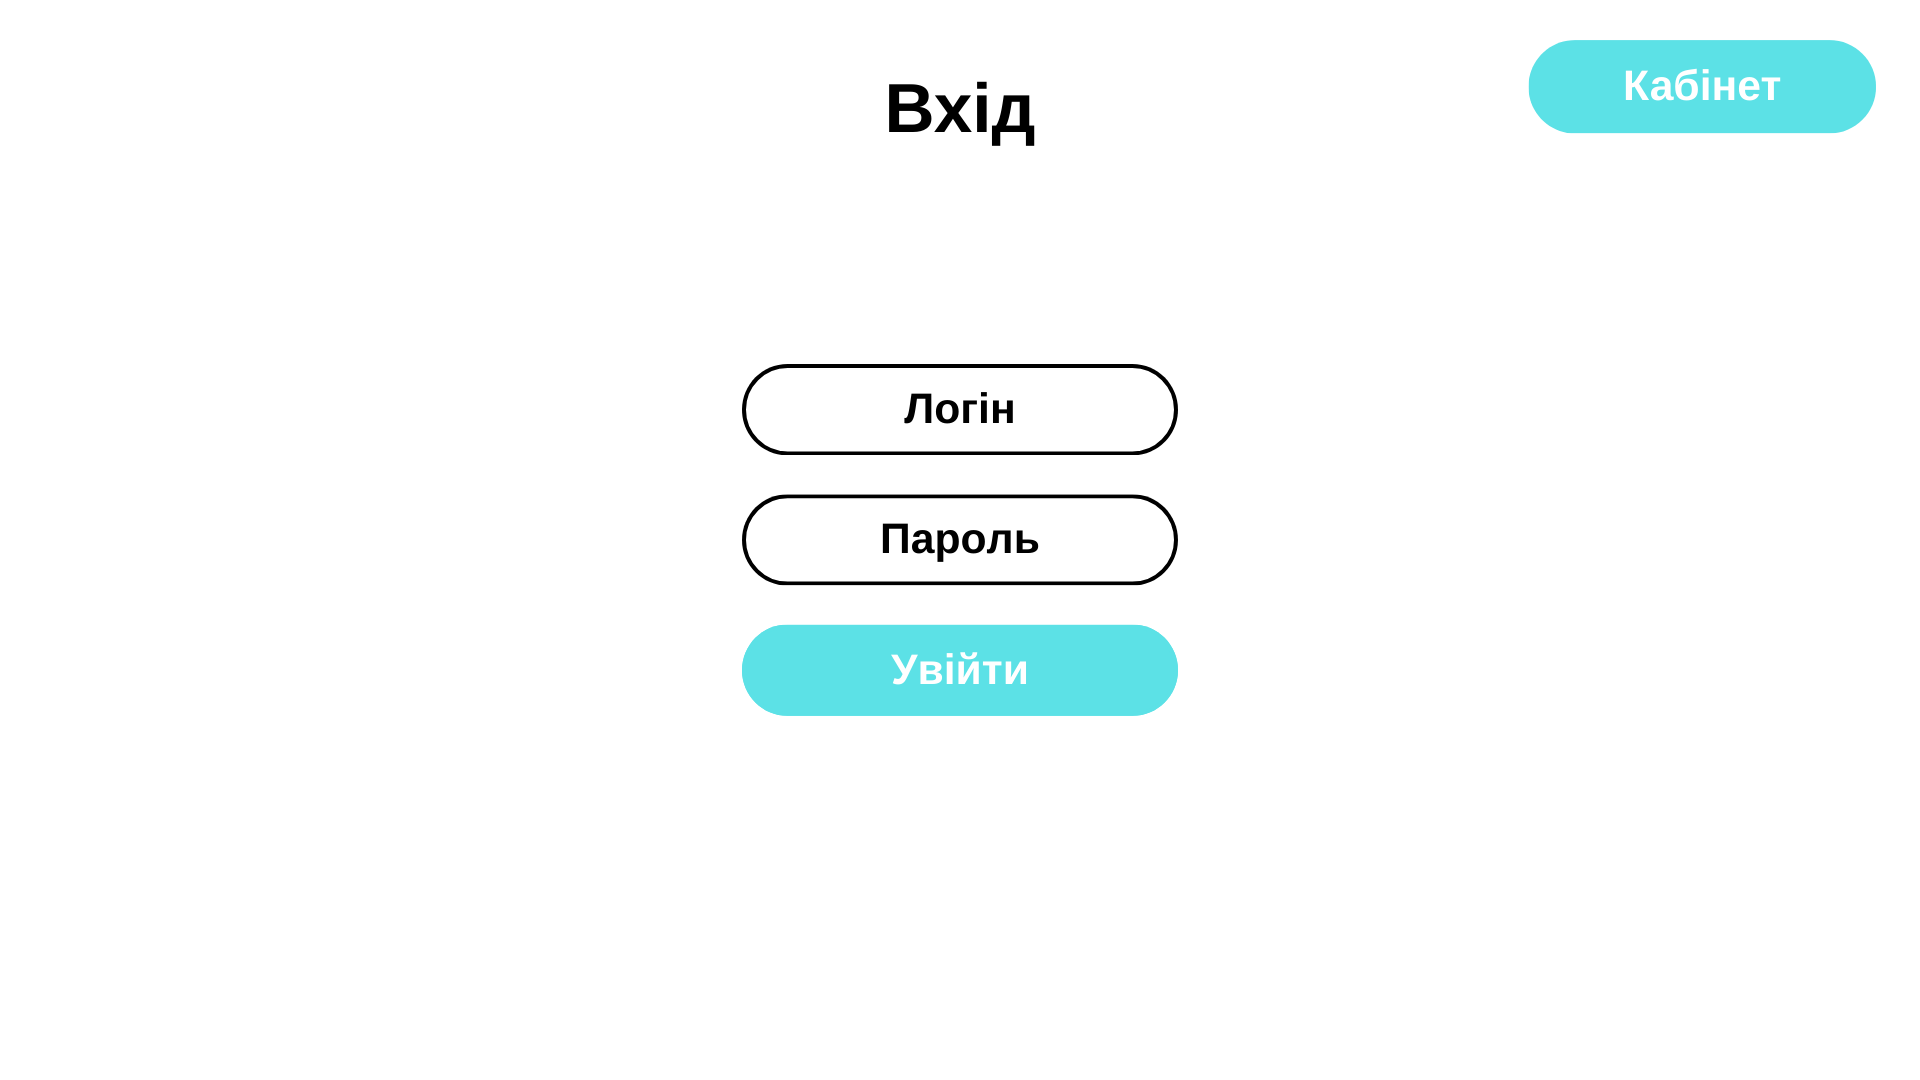 Вхід
Кабінет
Логін
Пароль
Увійти